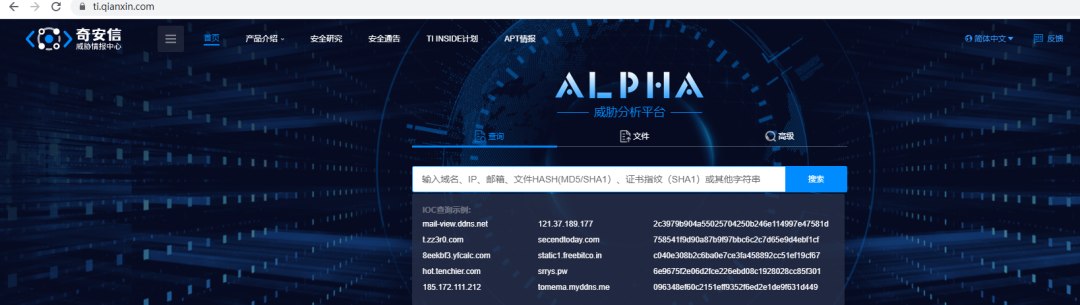 ti.qianxin.com
奇安信
威胁情报中心
首页 产品介绍 安全研究 安全通告 TI INSIDE计划 APT情报 简体中文 反馈
ALPHA
威胁分析平台
查询 文件 高级
输入域名、IP、邮箱、文件HASH(MD5/SHA1）、证书指纹（SHA1）或其他字符串 搜索
IOC查询示例:
mail-view.ddns.net 121.37.189.177 2c3979b904a55025704250b246e114997e47581d
t.zz3r0.com secendtoday.com 758541f9d90a87b9f97bbc6c2c7d65e9d4ebf1cf
8eekbf3.yfcalc.com static1.freebitco.in c040e308b2c6ba0e7ce3fa458892cc51ef19cf67
hot.tenchier.com srrys.pw 6e9675f2e06d2fce226ebd08c1928028cc85f301
185.172.111.212 tomema.myddns.me 096348ef60c2151eff9352f6ed2e1de9f631d449